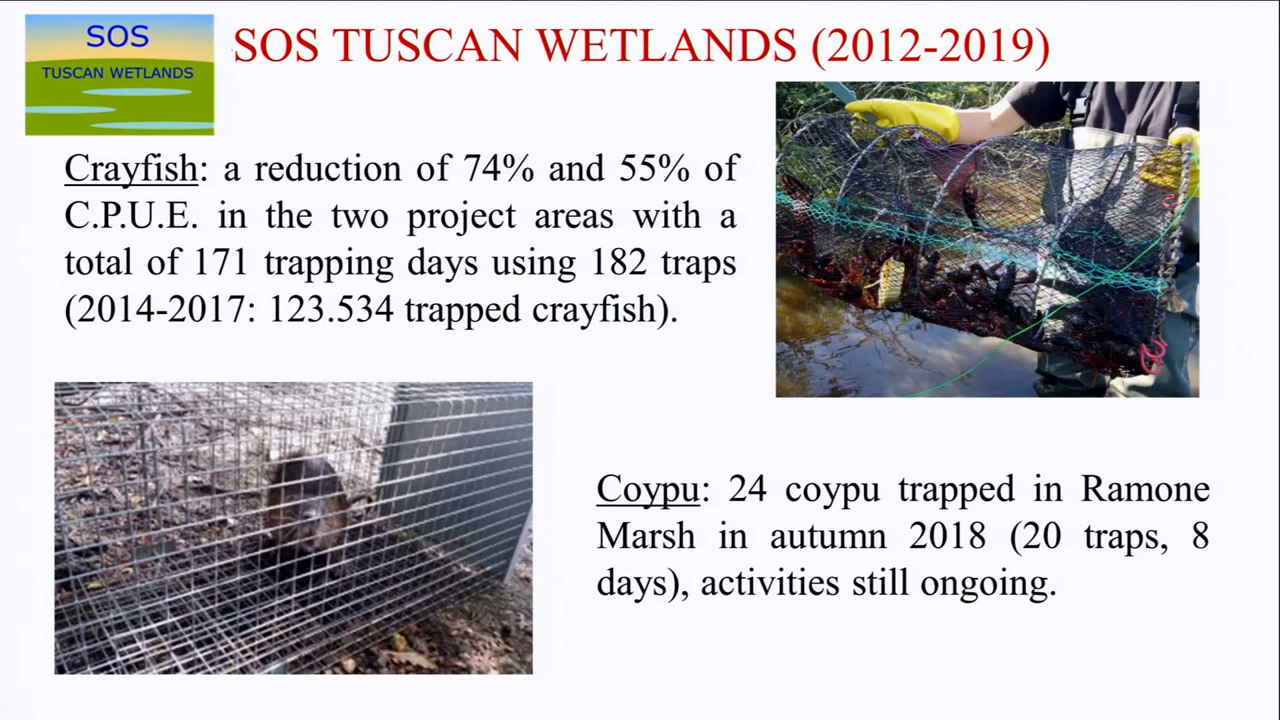 SOS
TUSCAN WETLANDS
SOS TUSCAN WETLANDS (2012-2019)
Crayfish: a reduction of 74% and 55% of
C.P.U.E. in the two project areas with a
total of 171 trapping days using 182 traps
(2014-2017: 123.534 trapped crayfish).
Coypu: 24 coypu trapped in Ramone
Marsh in autumn 2018 (20 traps, 8
days), activities still ongoing.